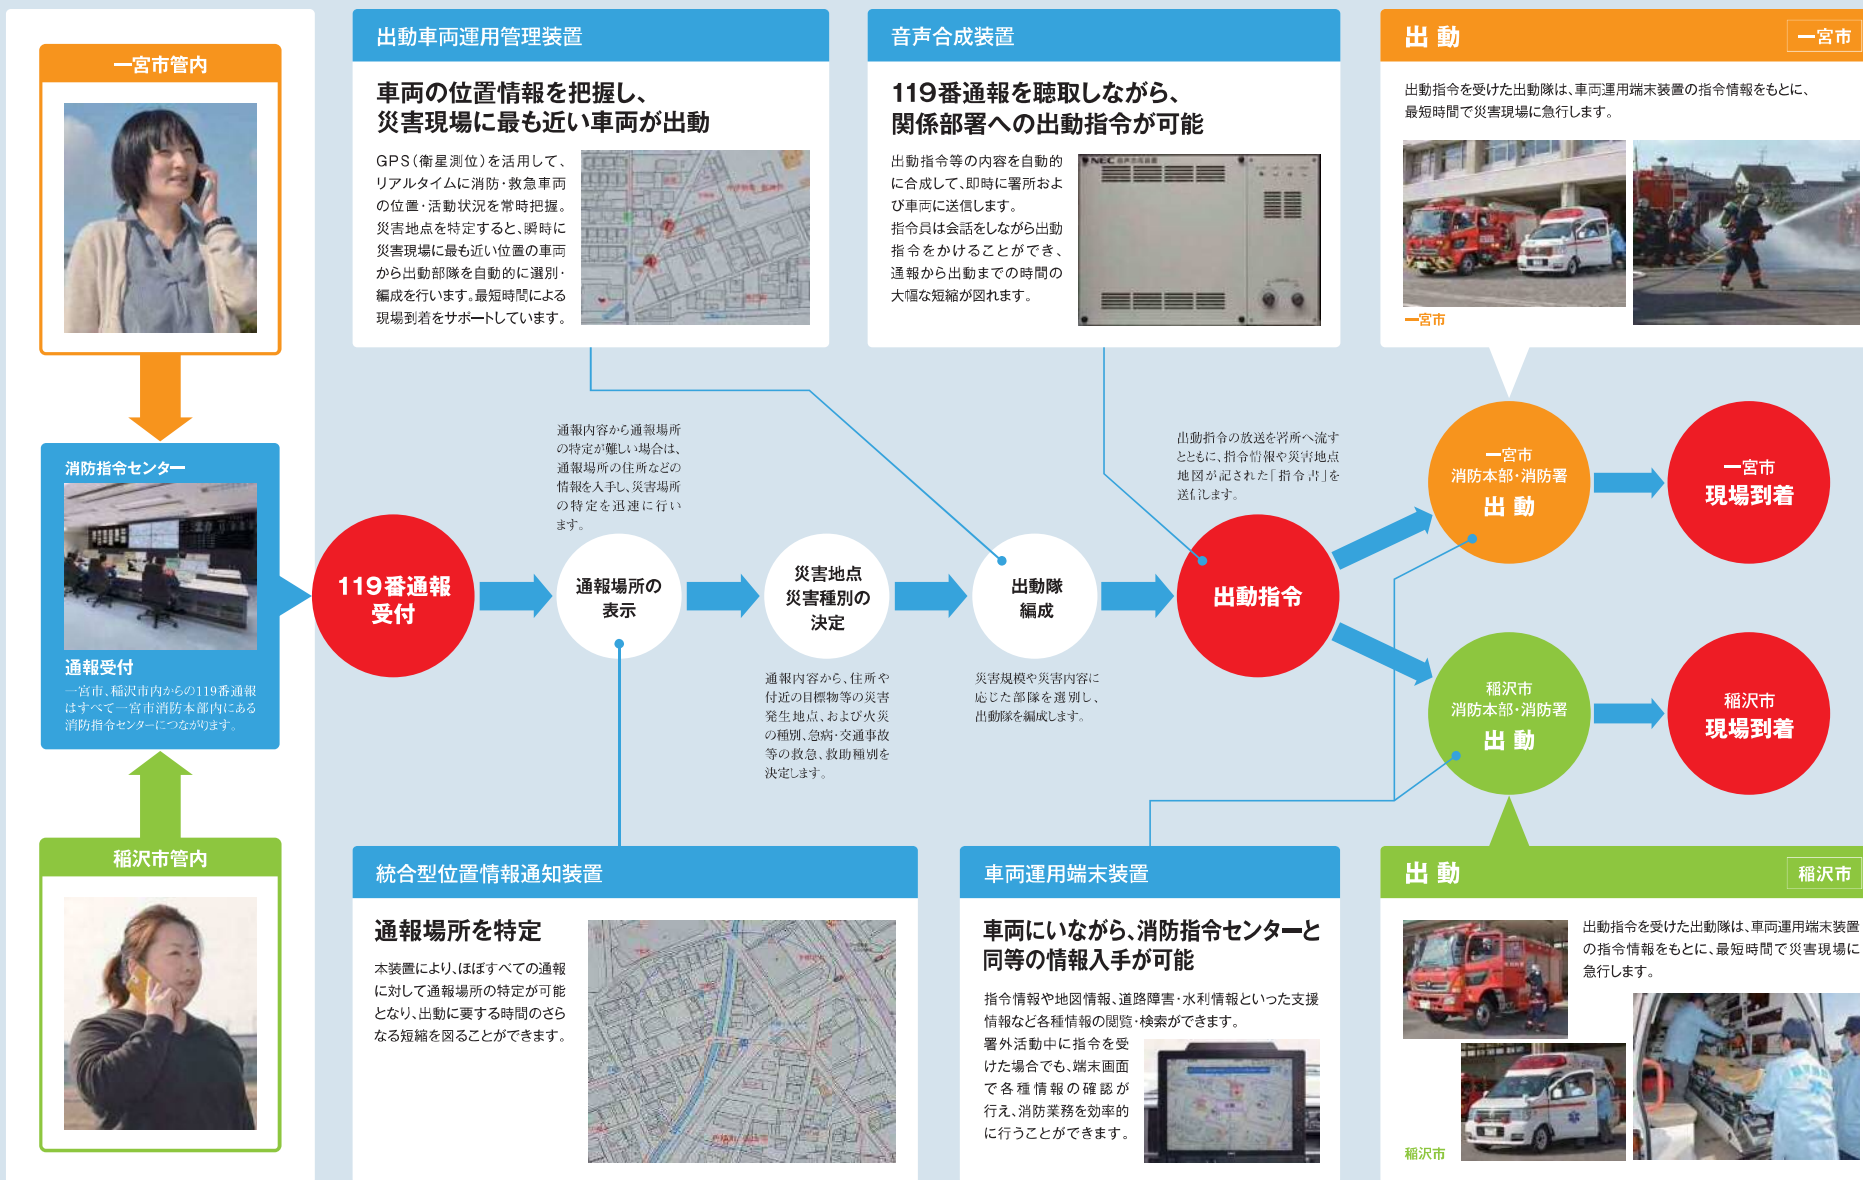 一宮市管内
消防指令センター
通報受付
一宮市、稲沢市内からの119番通報
はすべて一宮市消防本部内にある
消防指令センターにつながります。
稲沢市管内
出動車両運用管理装置
車両の位置情報を把握し、
災害現場に最も近い車両が出動
GPS(衛星測位)を活用して、
リアルタイムに消防・救急車両
の位置・活動状況を常時把握。
災害地点を特定すると、瞬時に
災害現場に最も近い位置の車両
から出動部隊を自動的に選別・
編成を行います。最短時間による
現場到着をサポートしています。
音声合成装置
119番通報を聴取しながら、
関係部署への出動指令が可能
出動指令等の内容を自動的
に合成して、即時に署所およ
び車両に送信します。
指令員は会話をしながら出動
指令をかけることができ、
通報から出動までの時間の
大幅な短縮が図れます。
NEC 音声合成装置
出動
一宮市
出動指令を受けた出動隊は、車両運用端末装置の指令情報をもとに、
最短時間で災害現場に急行します。
一宮市
119番通報
受付
通報内容から通報場所
の特定が難しい場合は、
通報場所の住所などの
情報を入手し、災害場所
の特定を迅速に行い
ます。
通報場所の
表示
災害地点
災害種別の
決定
通報内容から、住所や
付近の目標物等の災害
発生地点、および火災
の種別、急病・交通事故
等の救急、救助種別を
決定します。
出動隊
編成
災害規模や災害内容に
応じた部隊を選別し、
出動隊を編成します。
出動指令の放送を署所へ流す
とともに、指令情報や災害地点
地図が記された「指令書」を
送信します。
出動指令
一宮市
消防本部・消防署
出動
一宮市
現場到着
稲沢市
消防本部・消防署
出動
稲沢市
現場到着
統合型位置情報通知装置
通報場所を特定
本装置により、ほぼすべての通報
に対して通報場所の特定が可能
となり、出動に要する時間のさら
なる短縮を図ることができます。
車両運用端末装置
車両にいながら、消防指令センターと
同等の情報入手が可能
指令情報や地図情報、道路障害・水利情報といった支援
情報など各種情報の閲覧・検索ができます。
署外活動中に指令を受
けた場合でも、端末画面
で各種情報の確認が
行え、消防業務を効率的
に行うことができます。
出動
稲沢市
出動指令を受けた出動隊は、車両運用端末装置
の指令情報をもとに、最短時間で災害現場に
急行します。
稲沢市